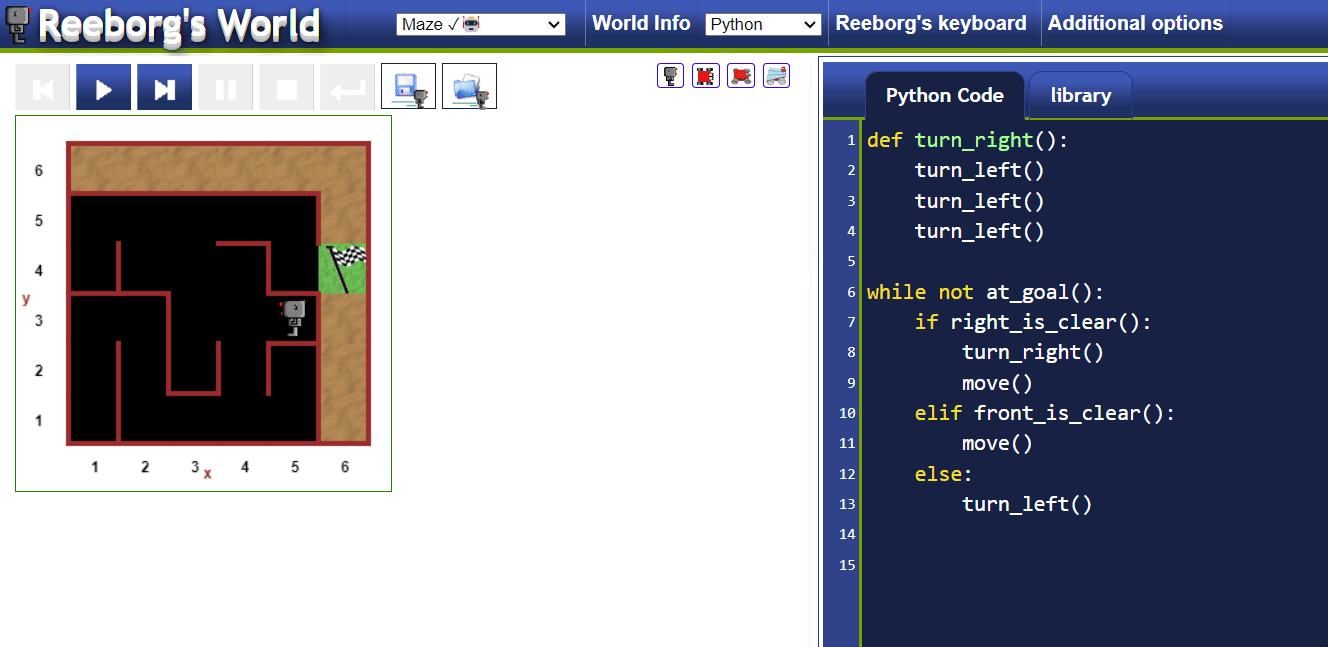 Reeborg's World
Maze ✓🤖
World Info
Python
Reeborg's keyboard
Additional options
Python Code
library
6
5
4
y
3
2
1
1 2 3 x 4 5 6
1 def turn_right():
2     turn_left()
3     turn_left()
4     turn_left()
5
6 while not at_goal():
7     if right_is_clear():
8         turn_right()
9         move()
10     elif front_is_clear():
11         move()
12     else:
13         turn_left()
14
15